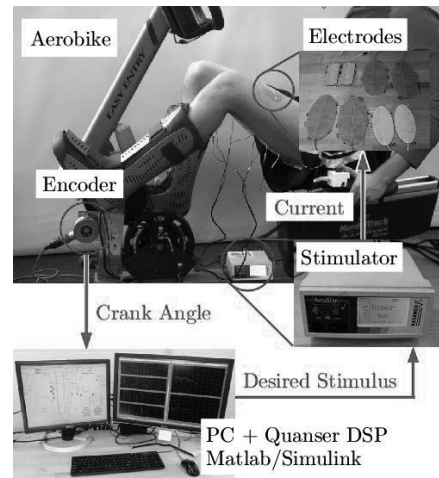 Aerobike
Electrodes
EASY ENTRY
Encoder
Current
Stimulator
Crank Angle
Desired Stimulus
PC + Quanser DSP
Matlab/Simulink